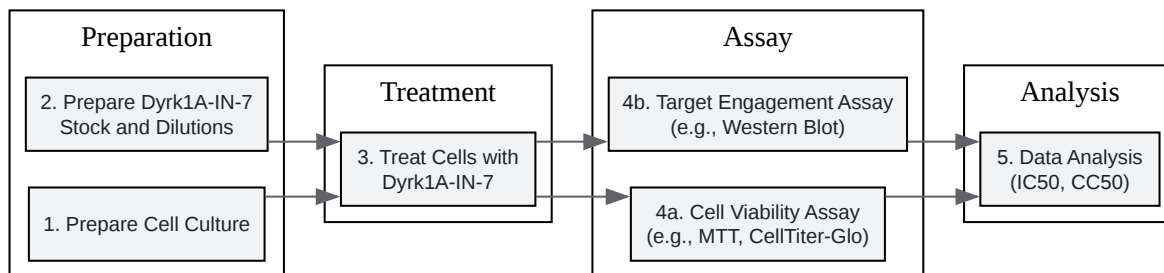 Preparation
2. Prepare Dyrk1A-IN-7
Stock and Dilutions
1. Prepare Cell Culture
Treatment
3. Treat Cells with
Dyrk1A-IN-7
Assay
4b. Target Engagement Assay
(e.g., Western Blot)
4a. Cell Viability Assay
(e.g., MTT, CellTiter-Glo)
Analysis
5. Data Analysis
(IC50, CC50)